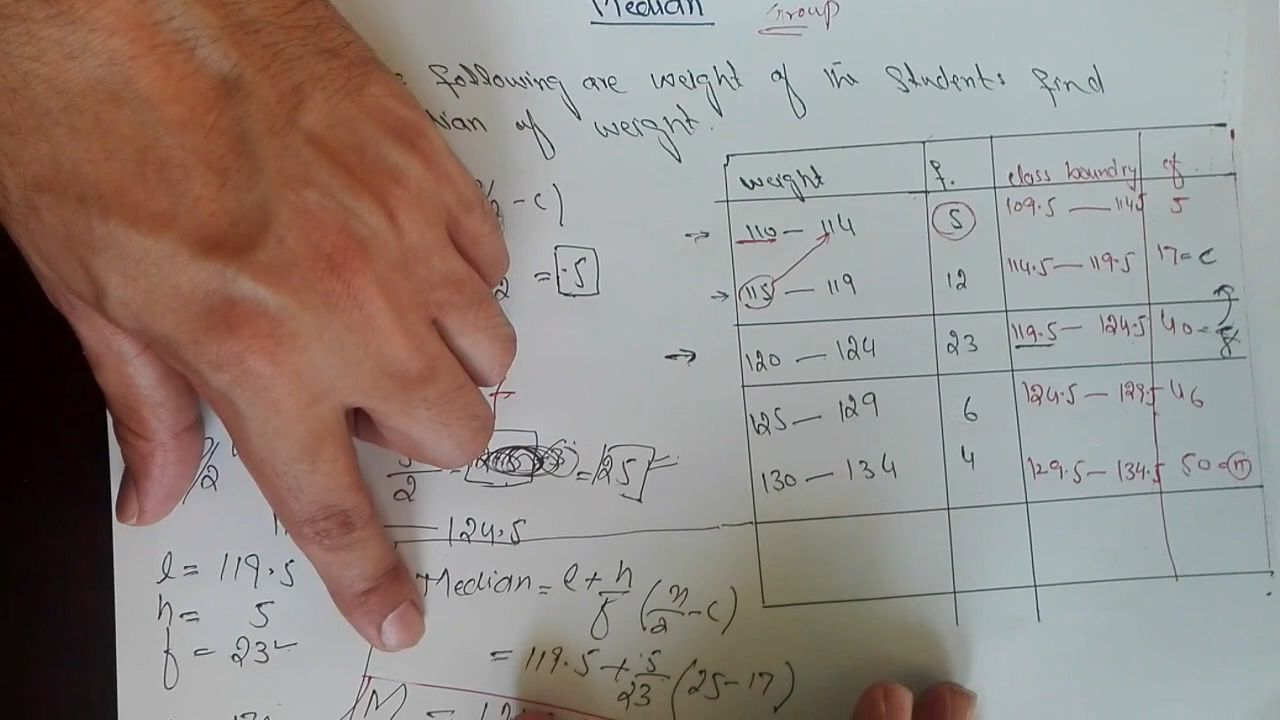 Median Group
following are weight of the students find
of weight.
- c)
= .5
weight f. class boundry cf
110 — 114 5 109.5 — 114.5 5
115 — 119 12 114.5 — 119.5 17=c
120 — 124 23 119.5 — 124.5 40 =
125 — 129 6 124.5 — 129.5 46
130 — 134 4 129.5 — 134.5 50=n
= 25
— 124.5
l = 119.5
h = 5
f = 23
Median = l + h/f (n/2 - c)
= 119.5 + 5/23 (25-17)
= 12